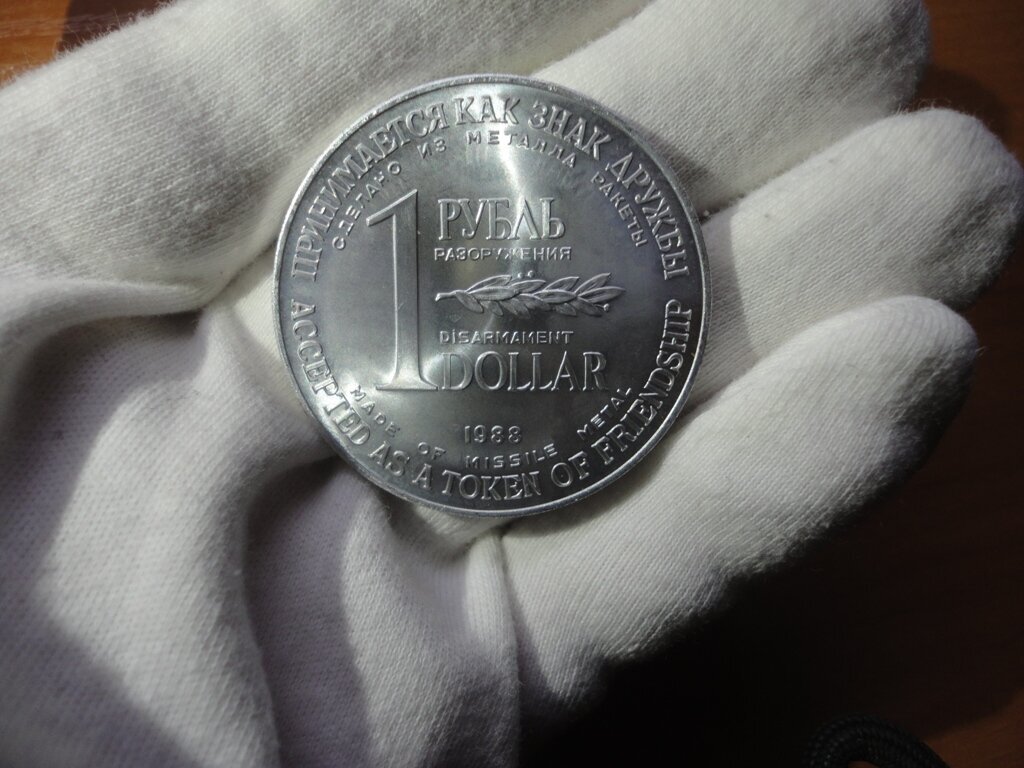 ПРИНИМАЕТСЯ КАК ЗНАК ДРУЖБЫ
СДЕЛАНО ИЗ МЕТАЛЛА РАКЕТЫ
1 РУБЛЬ
РАЗОРУЖЕНИЯ
DISARMAMENT
DOLLAR
1988
MADE OF MISSILE METAL
ACCEPTED AS A TOKEN OF FRIENDSHIP